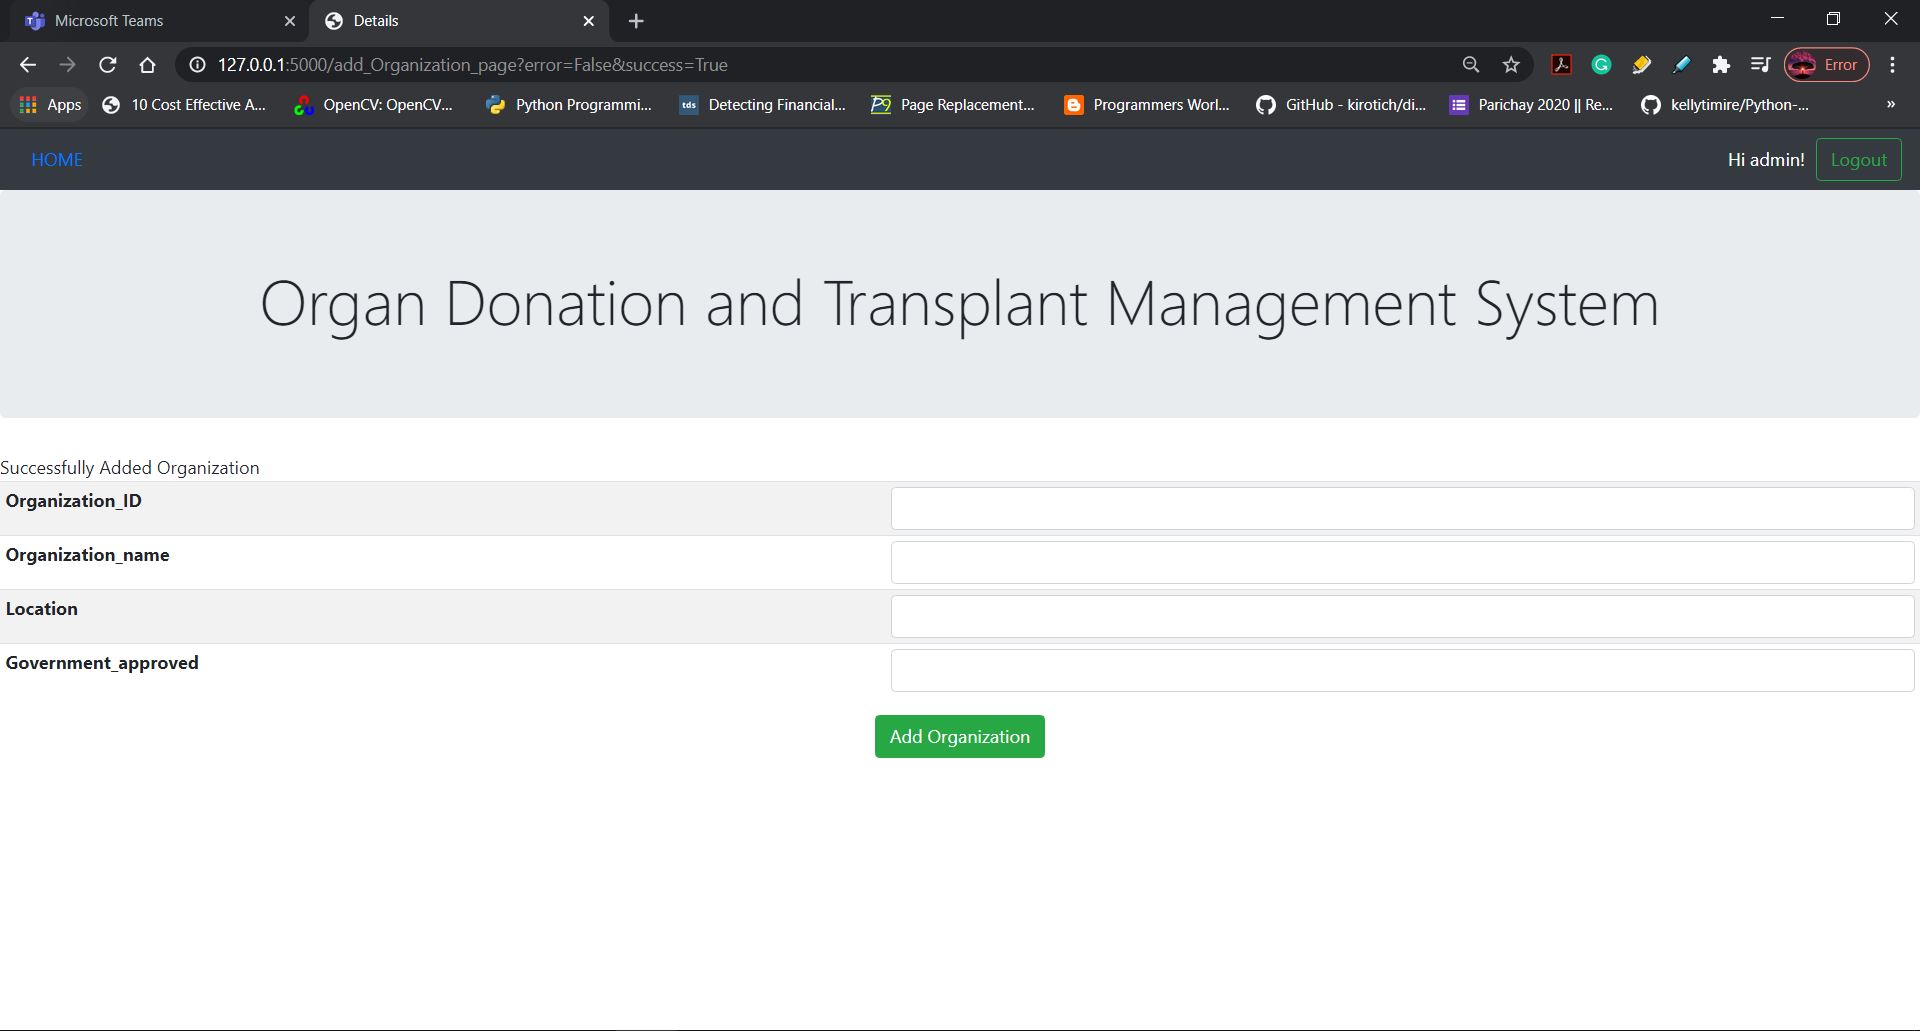 Microsoft Teams
Details
127.0.0.1:5000/add_Organization_page?error=False&success=True
Error
Apps
10 Cost Effective A...
OpenCV: OpenCV...
Python Programmi...
tds Detecting Financial...
Page Replacement...
Programmers Worl...
GitHub - kirotich/di...
Parichay 2020 || Re...
kellytimire/Python-...
»
HOME
Hi admin!
Logout
Organ Donation and Transplant Management System
Successfully Added Organization
Organization_ID
Organization_name
Location
Government_approved
Add Organization